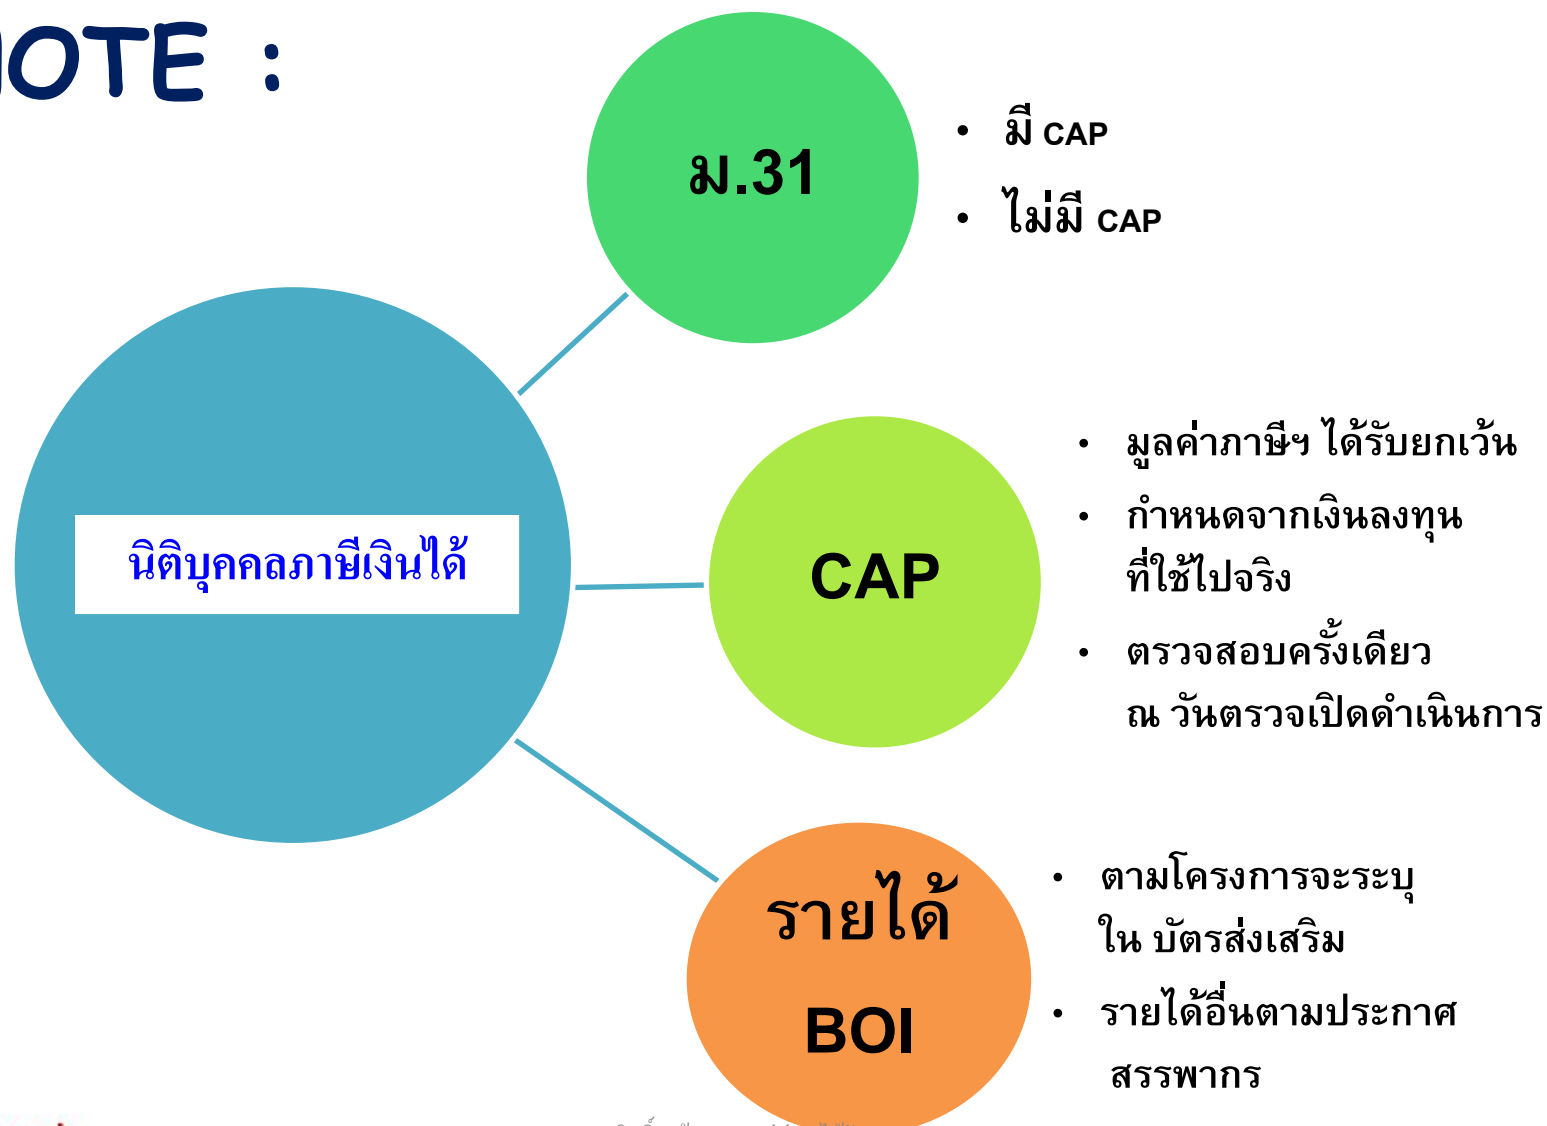 NOTE :
ม.31
• มี CAP
• ไม่มี CAP
นิติบุคคลภาษีเงินได้
CAP
• มูลค่าภาษีฯ ได้รับยกเว้น
• กำหนดจากเงินลงทุน
ที่ใช้ไปจริง
• ตรวจสอบครั้งเดียว
ณ วันตรวจเปิดดำเนินการ
รายได้
BOI
• ตามโครงการจะระบุ
ใน บัตรส่งเสริม
• รายได้อื่นตามประกาศ
สรรพากร